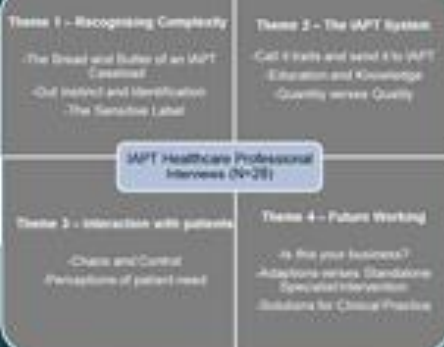 Theme 1 – Recognising Complexity
-The Bread and Butter of an IAPT
Caseload
-Gut Instinct and Identification
-The Sensitive Label
Theme 2 – The IAPT System
-Call it traits and send it to IAPT
-Education and Knowledge
-Quantity versus Quality
IAPT Healthcare Professional
Interviews (N=28)
Theme 3 – Interaction with patients
-Chaos and Control
-Perceptions of patient need
Theme 4 – Future Working
-Is this your business?
-Adaptions versus Standalone
Specialist Intervention
-Solutions for Clinical Practice